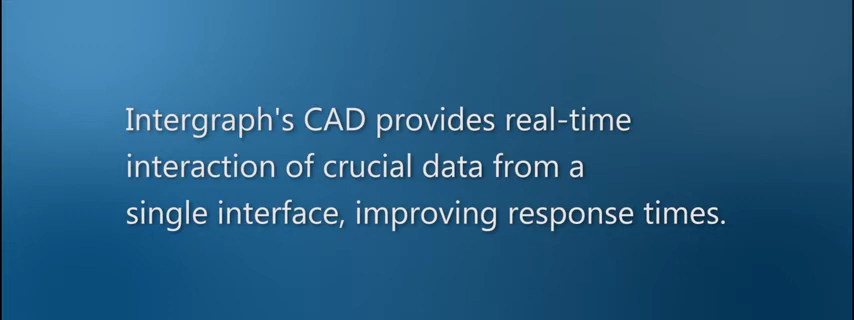 Intergraph's CAD provides real-time
interaction of crucial data from a
single interface, improving response times.